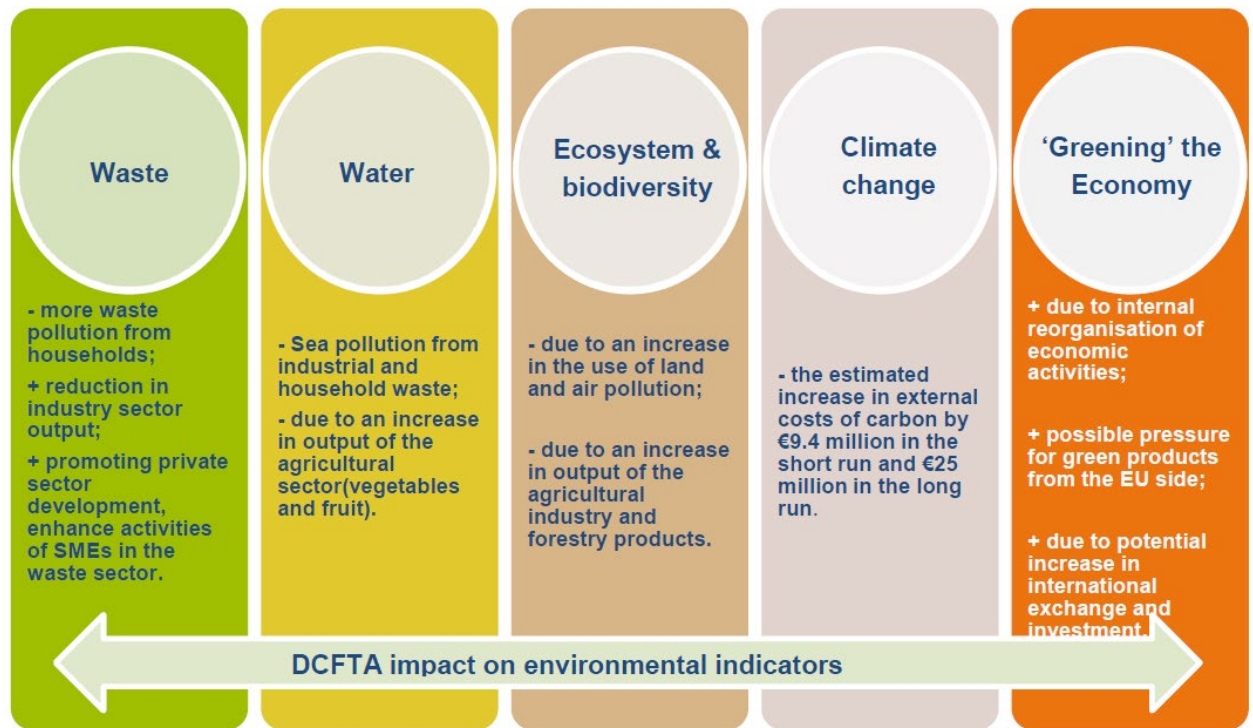 Waste
- more waste
pollution from
households;
+ reduction in
industry sector
output;
+ promoting private
sector
development,
enhance activities
of SMEs in the
waste sector.
Water
- Sea pollution from
industrial and
household waste;
- due to an increase
in output of the
agricultural
sector(vegetables
and fruit).
Ecosystem &
biodiversity
- due to an increase
in the use of land
and air pollution;
- due to an increase
in output of the
agricultural
industry and
forestry products.
Climate
change
- the estimated
increase in external
costs of carbon by
€9.4 million in the
short run and €25
million in the long
run.
‘Greening’ the
Economy
+ due to internal
reorganisation of
economic
activities;
+ possible pressure
for green products
from the EU side;
+ due to potential
increase in
international
exchange and
investment.
DCFTA impact on environmental indicators